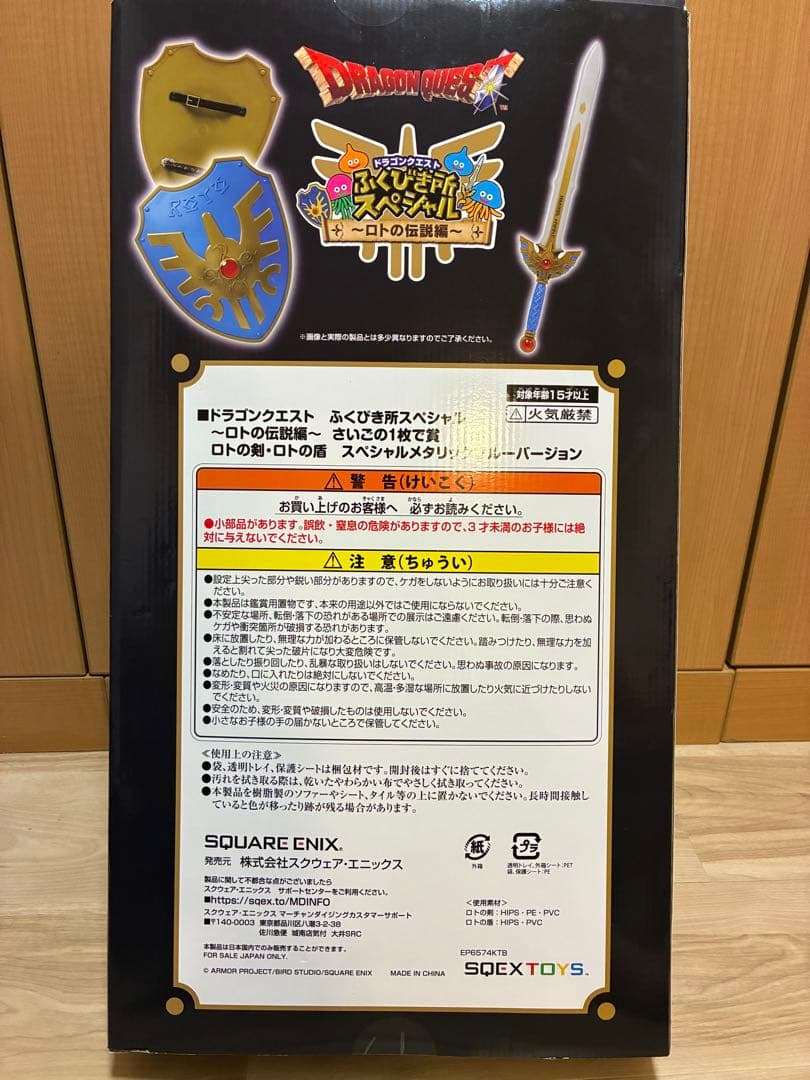 DRAGON QUEST™
ドラゴンクエスト
ふくびき所
スペシャル
～ロトの伝説編～
ROTO
※画像と実際の製品とは多少異なりますのでご了承ください。
対象年齢15才以上
⚠火気厳禁
■ドラゴンクエスト ふくびき所スペシャル
～ロトの伝説編～ さいごの1枚で賞
ロトの剣・ロトの盾 スペシャルメタリックブルーバージョン
⚠ 警 告(けいこく)
お買い上げのお客様へ 必ずお読みください。
●小部品があります。誤飲・窒息の危険がありますので、3才未満のお子様には絶
対に与えないでください。
⚠ 注 意(ちゅうい)
●設定上尖った部分や鋭い部分がありますので、ケガをしないようにお取り扱いには十分ご注意く
ださい。
●本製品は鑑賞用置物です、本来の用途以外ではご使用にならないでください。
●不安定な場所、転倒・落下の恐れがある場所での展示はご遠慮ください。転倒・落下の際、思わぬ
ケガや衝突箇所が破損する恐れがあります。
●床に放置したり、無理な力が加わるところに保管しないでください。踏みつけたり、無理な力を加
えると割れて尖った破片になり大変危険です。
●落としたり振り回したり、乱暴な取り扱いはしないでください。思わぬ事故の原因になります。
●なめたり、口に入れたりは絶対にしないでください。
●変形・変質や火災の原因になりますので、高温・多湿な場所に放置したり火気に近づけたりしない
でください。
●安全のため、変形・変質や破損したものは使用しないでください。
●小さなお子様の手の届かないところで保管してください。
≪使用上の注意≫
●袋、透明トレイ、保護シートは梱包材です。開封後はすぐに捨ててください。
●汚れを拭き取る際は、乾いたやわらかい布でやさしく拭き取ってください。
●本製品を樹脂製のソファーやシート、タイル等の上に置かないでください。長時間接触し
ていると色が移ったり跡が残る場合があります。
SQUARE ENIX®
発売元 株式会社スクウェア・エニックス
紙
外箱
プラ
透明トレイ、外箱シート:PET
袋、保護シート:PE
製品に関して不都合な点がございましたら
スクウェア・エニックス サポートセンターをご利用ください。
■https://sqex.to/MDINFO
スクウェア・エニックス マーチャンダイジングカスタマーサポート
■〒140-0003 東京都品川区八潮3-2-38
佐川急便 城南店気付 大井SRC
本製品は日本国内でのみ販売することができます。
FOR SALE JAPAN ONLY.
© ARMOR PROJECT/BIRD STUDIO/SQUARE ENIX MADE IN CHINA
＜使用素材＞
ロトの剣：HIPS・PE・PVC
ロトの盾：HIPS・PVC
EP6574KTB
SQEX TOYS™